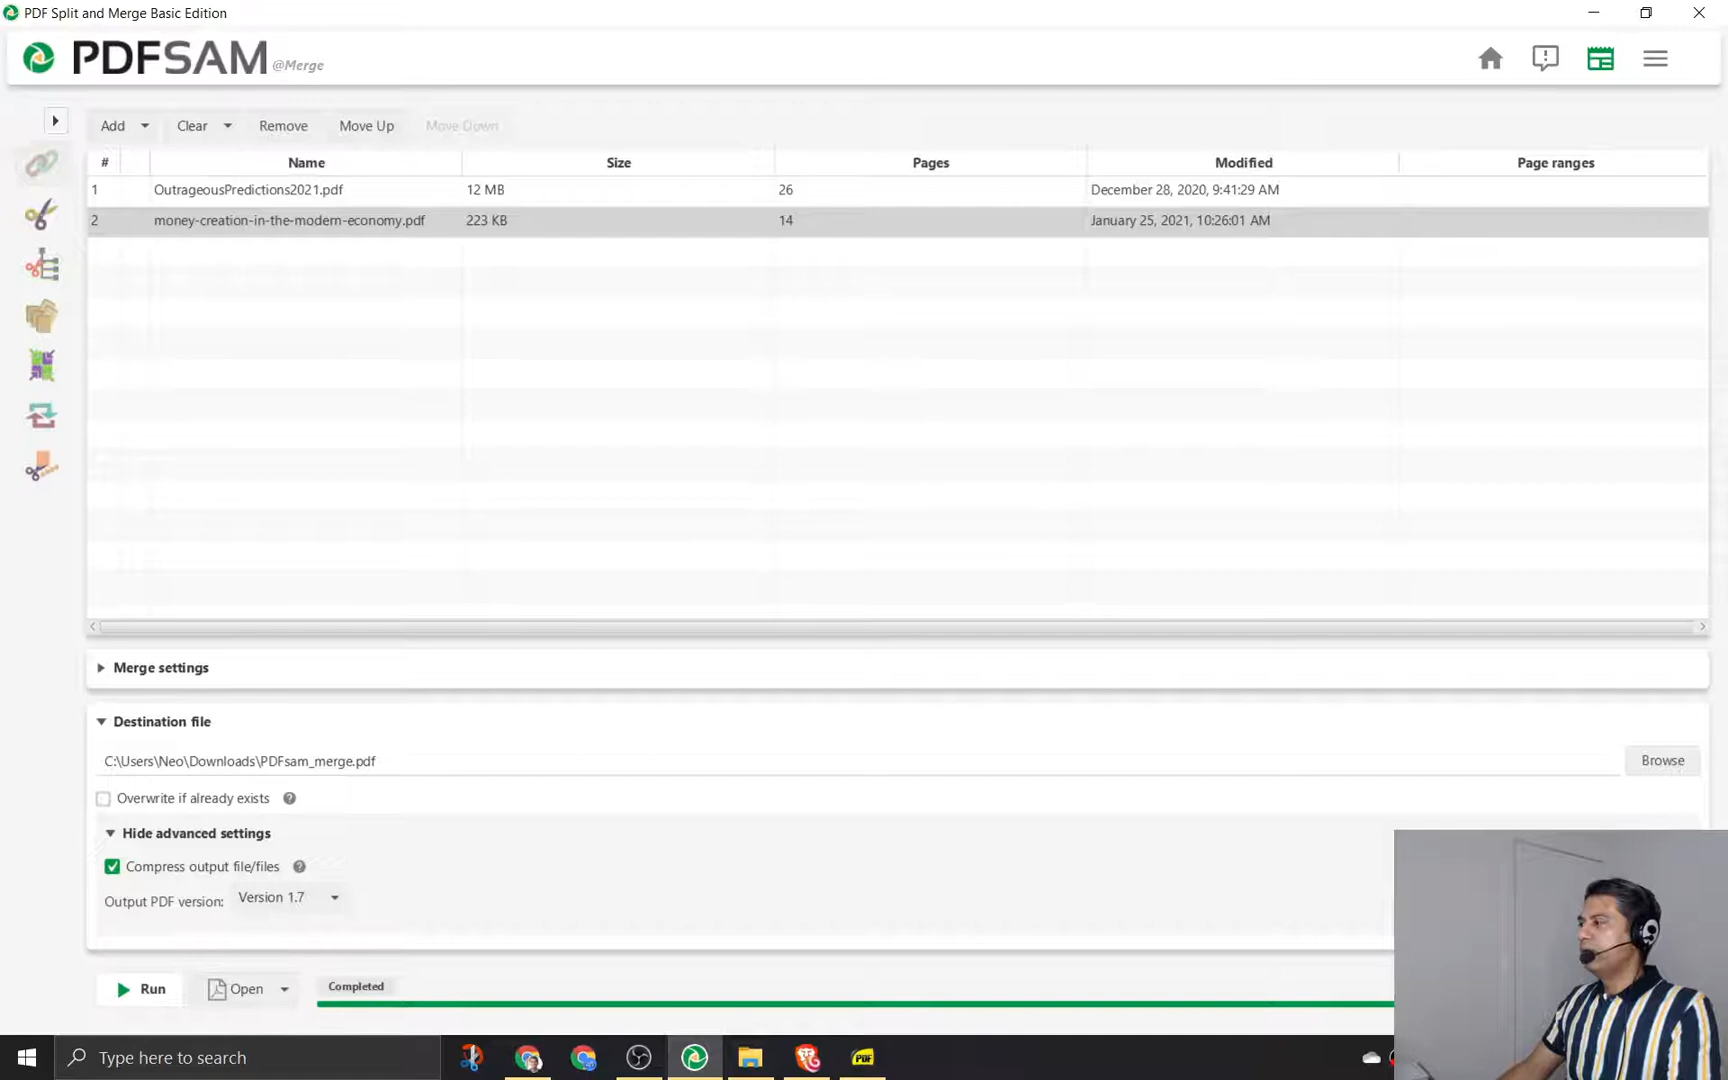 PDF Split and Merge Basic Edition
PDFSAM @Merge
Add Clear Remove Move Up Move Down
# Name Size Pages Modified Page ranges
1 OutrageousPredictions2021.pdf 12 MB 26 December 28, 2020, 9:41:29 AM
2 money-creation-in-the-modern-economy.pdf 223 KB 14 January 25, 2021, 10:26:01 AM
Merge settings
Destination file
C:\Users\Neo\Downloads\PDFsam_merge.pdf Browse
Overwrite if already exists ?
Hide advanced settings
Compress output file/files ?
Output PDF version: Version 1.7
Run Open Completed
Type here to search PDF